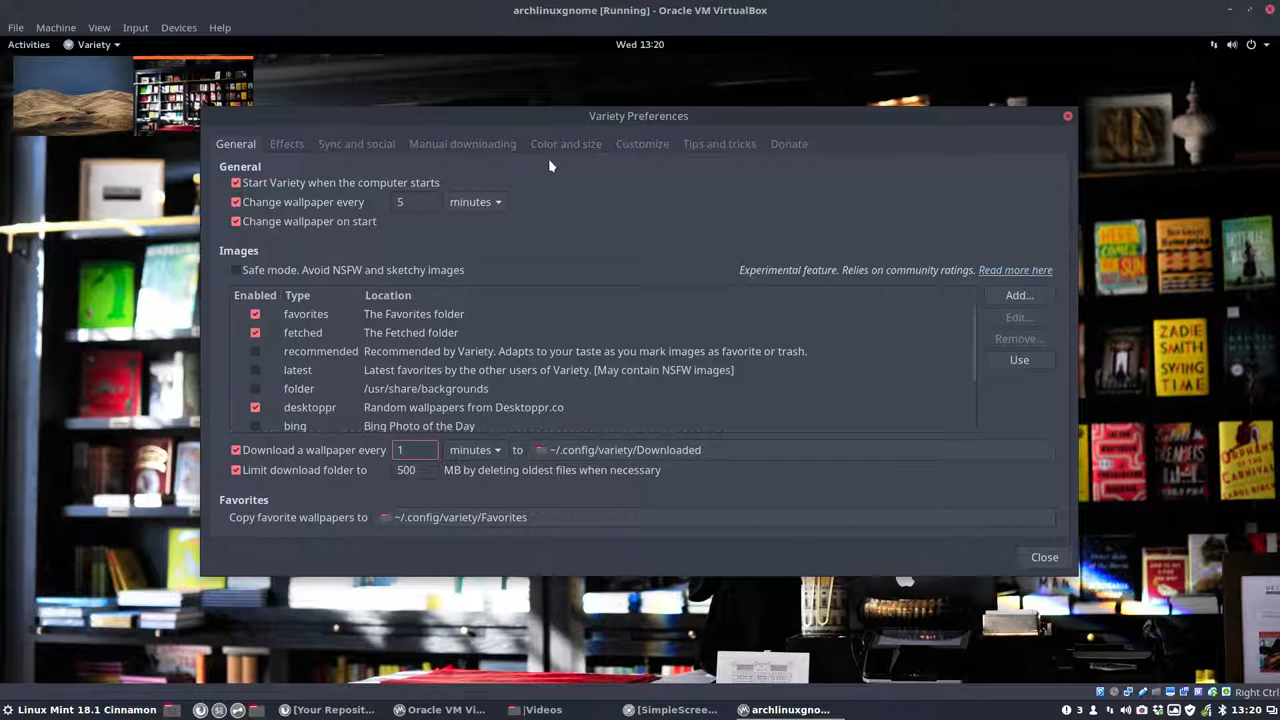 archlinuxgnome [Running] - Oracle VM VirtualBox
File Machine View Input Devices Help
Activities Variety Wed 13:20
Variety Preferences
General Effects Sync and social Manual downloading Color and size Customize Tips and tricks Donate
General
Start Variety when the computer starts
Change wallpaper every 5 minutes
Change wallpaper on start
Images
Safe mode. Avoid NSFW and sketchy images Experimental feature. Relies on community ratings. Read more here
Enabled Type Location Add...
favorites The Favorites folder Edit...
fetched The Fetched folder Remove...
recommended Recommended by Variety. Adapts to your taste as you mark images as favorite or trash. Use
latest Latest favorites by the other users of Variety. [May contain NSFW images]
folder /usr/share/backgrounds
desktoppr Random wallpapers from Desktoppr.co
bing Bing Photo of the Day
Download a wallpaper every 1 minutes to ~/.config/variety/Downloaded
Limit download folder to 500 MB by deleting oldest files when necessary
Favorites
Copy favorite wallpapers to ~/.config/variety/Favorites
Close
HERE COMES THE SUN
ZADIE SMITH SWING TIME
Right Ctrl
Linux Mint 18.1 Cinnamon [Your Reposit... Oracle VM Vi... |Videos [SimpleScree... archlinuxgno... 3 13:20